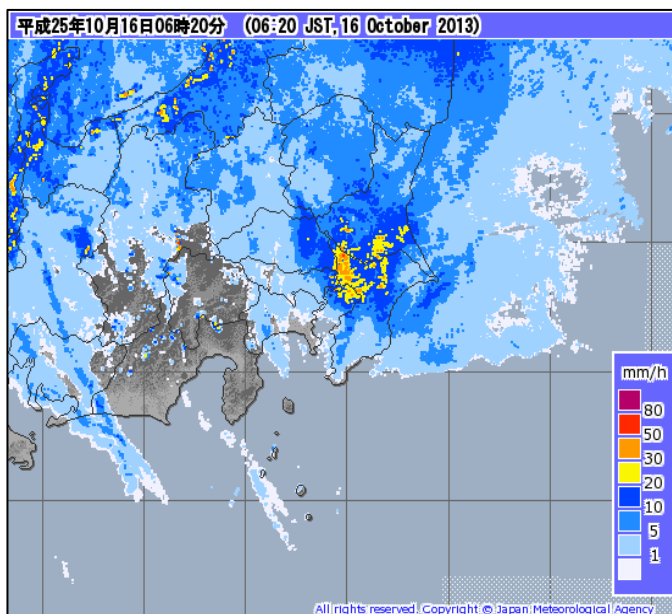 平成25年10月16日06時20分 (06:20 JST, 16 October 2013)
mm/h
80
50
30
20
10
5
1
All rights reserved. Copyright © Japan Meteorological Agency